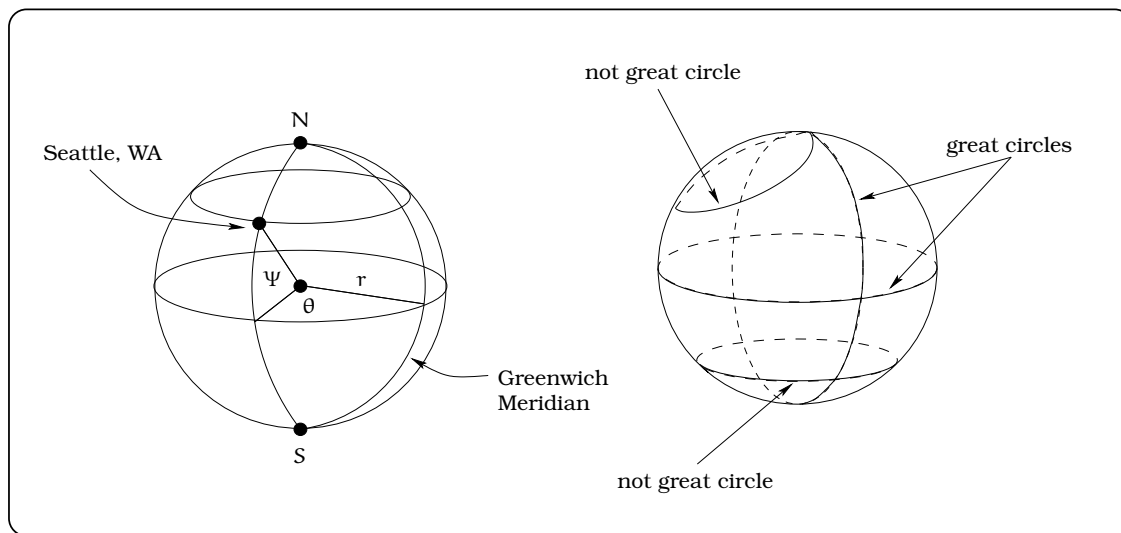 N
Seattle, WA
Ψ
r
θ
Greenwich
Meridian
S
not great circle
great circles
not great circle